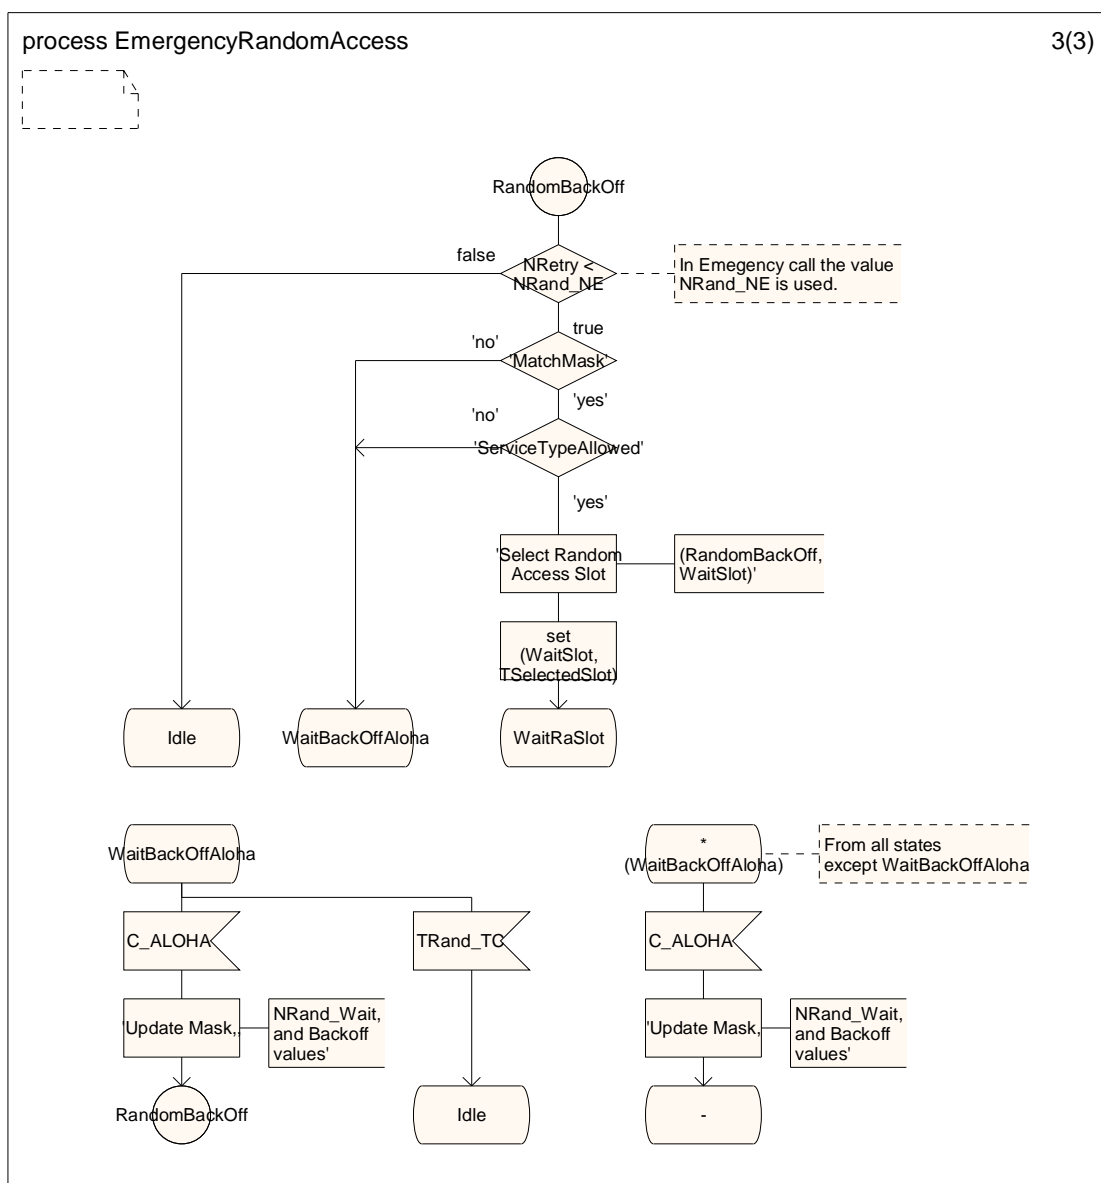 process EmergencyRandomAccess
3(3)
RandomBackOff
false
NRetry <
NRand_NE
In Emegency call the value
NRand_NE is used.
true
'no'
'MatchMask'
'yes'
'no'
'ServiceTypeAllowed'
'yes'
'Select Random
Access Slot
(RandomBackOff,
WaitSlot)'
set
(WaitSlot,
TSelectedSlot)
Idle
WaitBackOffAloha
WaitRaSlot
WaitBackOffAloha
*
(WaitBackOffAloha)
From all states
except WaitBackOffAloha
C_ALOHA
TRand_TO
C_ALOHA
'Update Mask,,
NRand_Wait,
and Backoff
values'
'Update Mask,
NRand_Wait,
and Backoff
values'
RandomBackOff
Idle
-